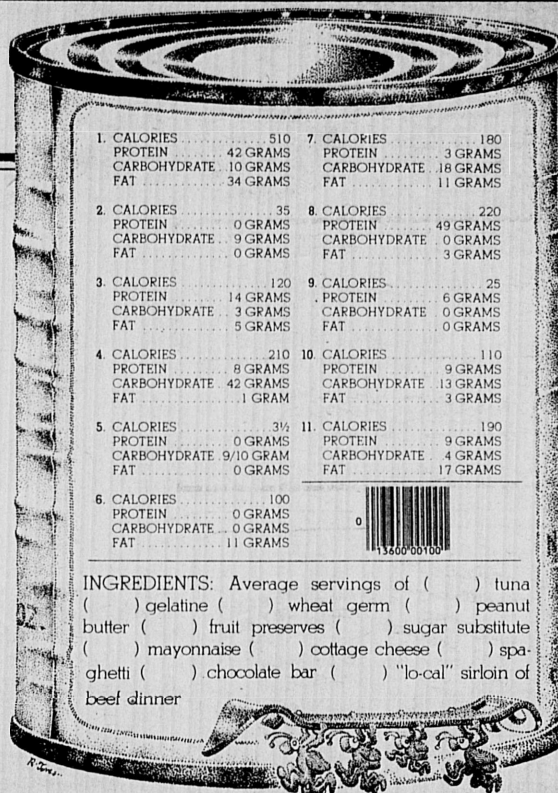 1. CALORIES 510
PROTEIN 42 GRAMS
CARBOHYDRATE 10 GRAMS
FAT 34 GRAMS
2. CALORIES 35
PROTEIN 0 GRAMS
CARBOHYDRATE 9 GRAMS
FAT 0 GRAMS
3. CALORIES 120
PROTEIN 14 GRAMS
CARBOHYDRATE 3 GRAMS
FAT 5 GRAMS
4. CALORIES 210
PROTEIN 8 GRAMS
CARBOHYDRATE 42 GRAMS
FAT 1 GRAM
5. CALORIES 3½
PROTEIN 0 GRAMS
CARBOHYDRATE 9/10 GRAM
FAT 0 GRAMS
6. CALORIES 100
PROTEIN 0 GRAMS
CARBOHYDRATE 0 GRAMS
FAT 11 GRAMS
7. CALORIES 180
PROTEIN 3 GRAMS
CARBOHYDRATE 18 GRAMS
FAT 11 GRAMS
8. CALORIES 220
PROTEIN 49 GRAMS
CARBOHYDRATE 0 GRAMS
FAT 3 GRAMS
9. CALORIES 25
PROTEIN 6 GRAMS
CARBOHYDRATE 0 GRAMS
FAT 0 GRAMS
10. CALORIES 110
PROTEIN 9 GRAMS
CARBOHYDRATE 13 GRAMS
FAT 3 GRAMS
11. CALORIES 190
PROTEIN 9 GRAMS
CARBOHYDRATE 4 GRAMS
FAT 17 GRAMS
0
13600 00100
INGREDIENTS: Average servings of ( ) tuna
( ) gelatine ( ) wheat germ ( ) peanut
butter ( ) fruit preserves ( ) sugar substitute
( ) mayonnaise ( ) cottage cheese ( ) spa-
ghetti ( ) chocolate bar ( ) "lo-cal" sirloin of
beef dinner